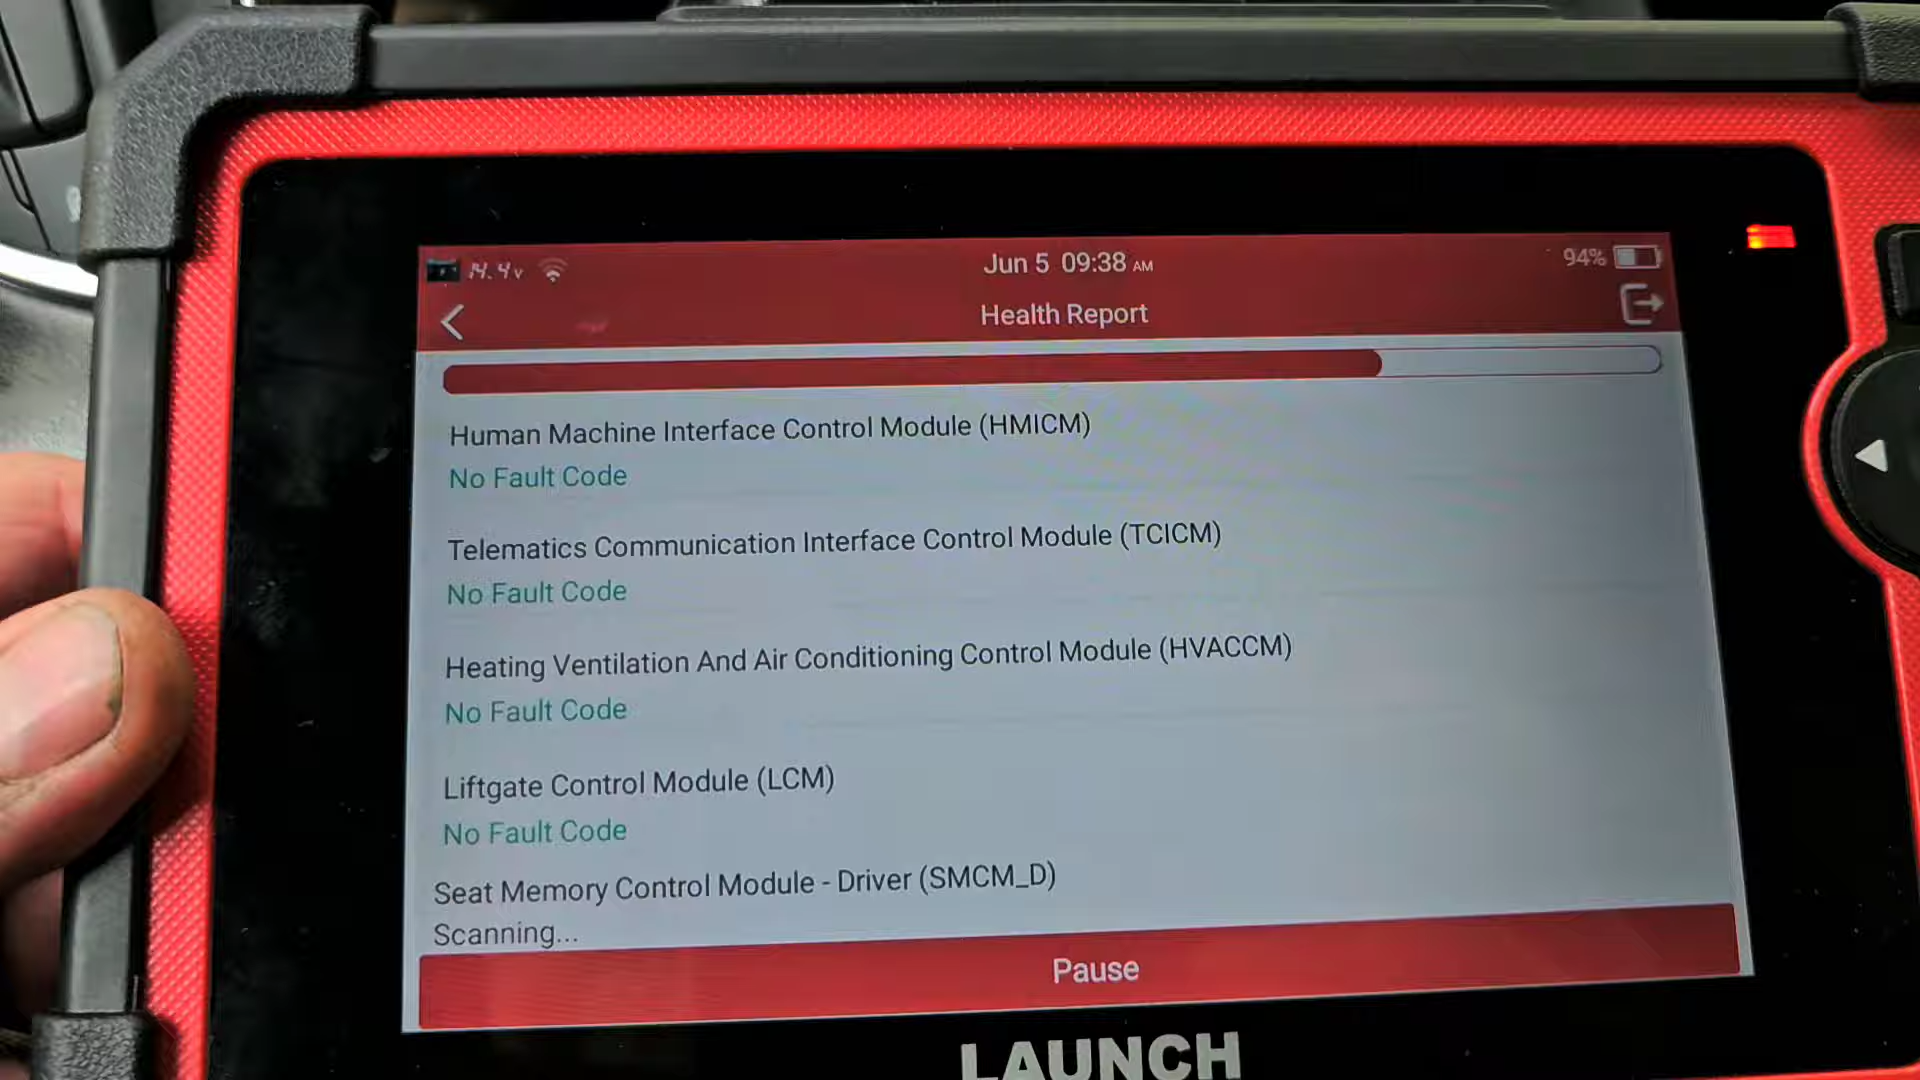 14.4v Jun 5 09:38 AM 94%
Health Report
Human Machine Interface Control Module (HMICM)
No Fault Code
Telematics Communication Interface Control Module (TCICM)
No Fault Code
Heating Ventilation And Air Conditioning Control Module (HVACCM)
No Fault Code
Liftgate Control Module (LCM)
No Fault Code
Seat Memory Control Module - Driver (SMCM_D)
Scanning...
Pause
LAUNCH